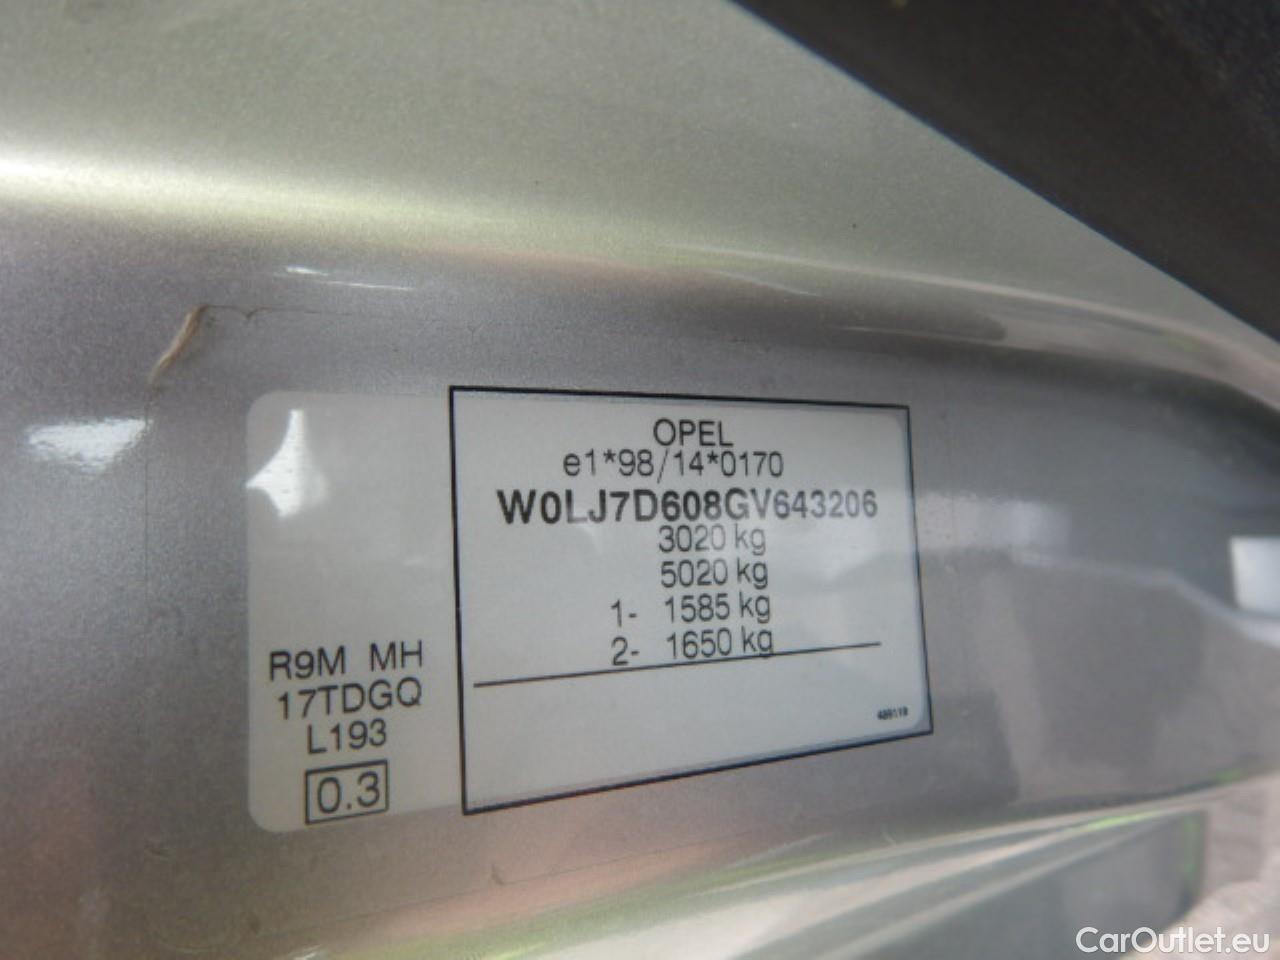 OPEL
e1*98/14*0170
W0LJ7D608GV643206
3020 kg
5020 kg
1- 1585 kg
2- 1650 kg
R9M MH
17TDGQ
L193
0.3
CarOutlet.eu